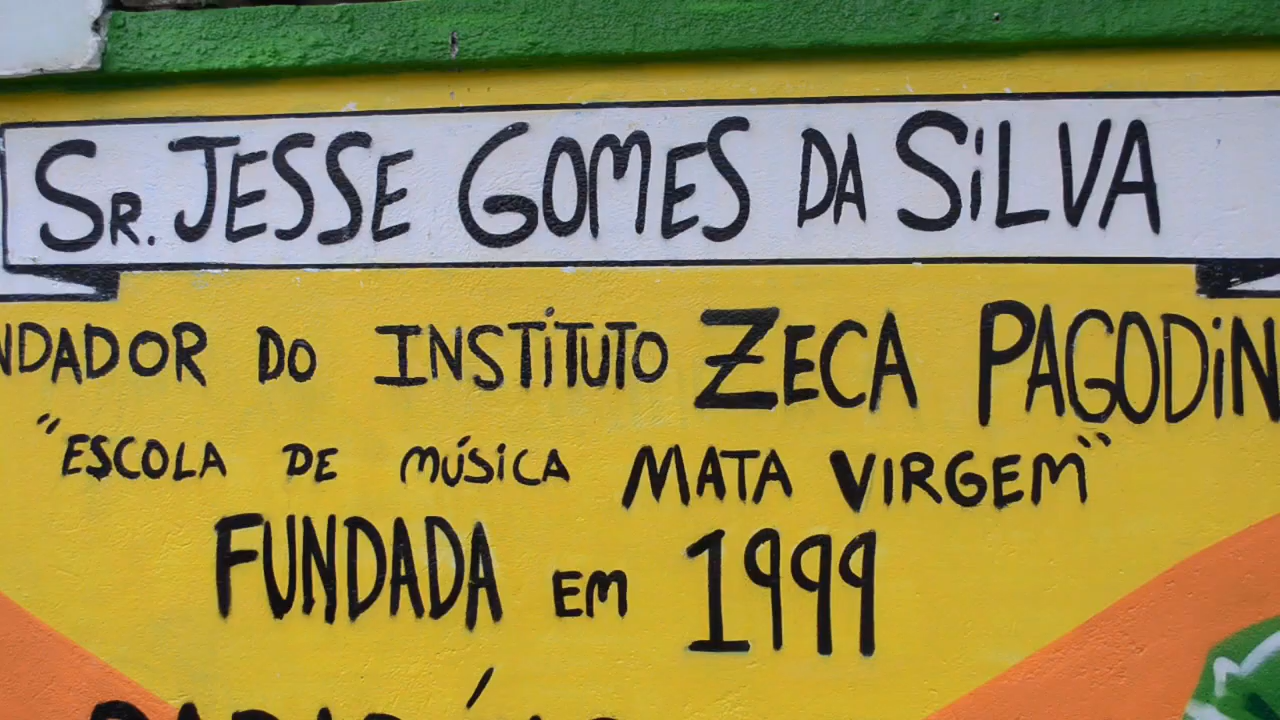 SR. JESSE GOMES DA SILVA
NDADOR DO INSTITUTO ZECA PAGODIN
"ESCOLA DE MÚSICA MATA VIRGEM"
FUNDADA EM 1999